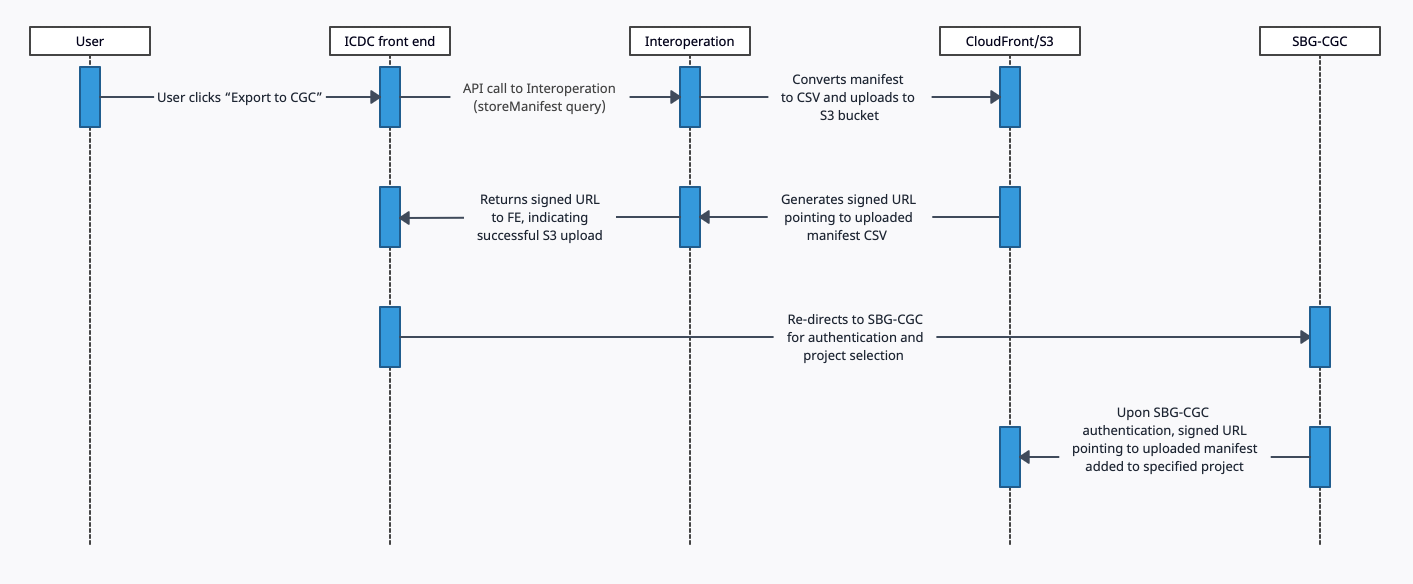 User
ICDC front end
Interoperation
CloudFront/S3
SBG-CGC
User clicks “Export to CGC”
API call to Interoperation
(storeManifest query)
Converts manifest
to CSV and uploads to
S3 bucket
Returns signed URL
to FE, indicating
successful S3 upload
Generates signed URL
pointing to uploaded
manifest CSV
Re-directs to SBG-CGC
for authentication and
project selection
Upon SBG-CGC
authentication, signed URL
pointing to uploaded manifest
added to specified project